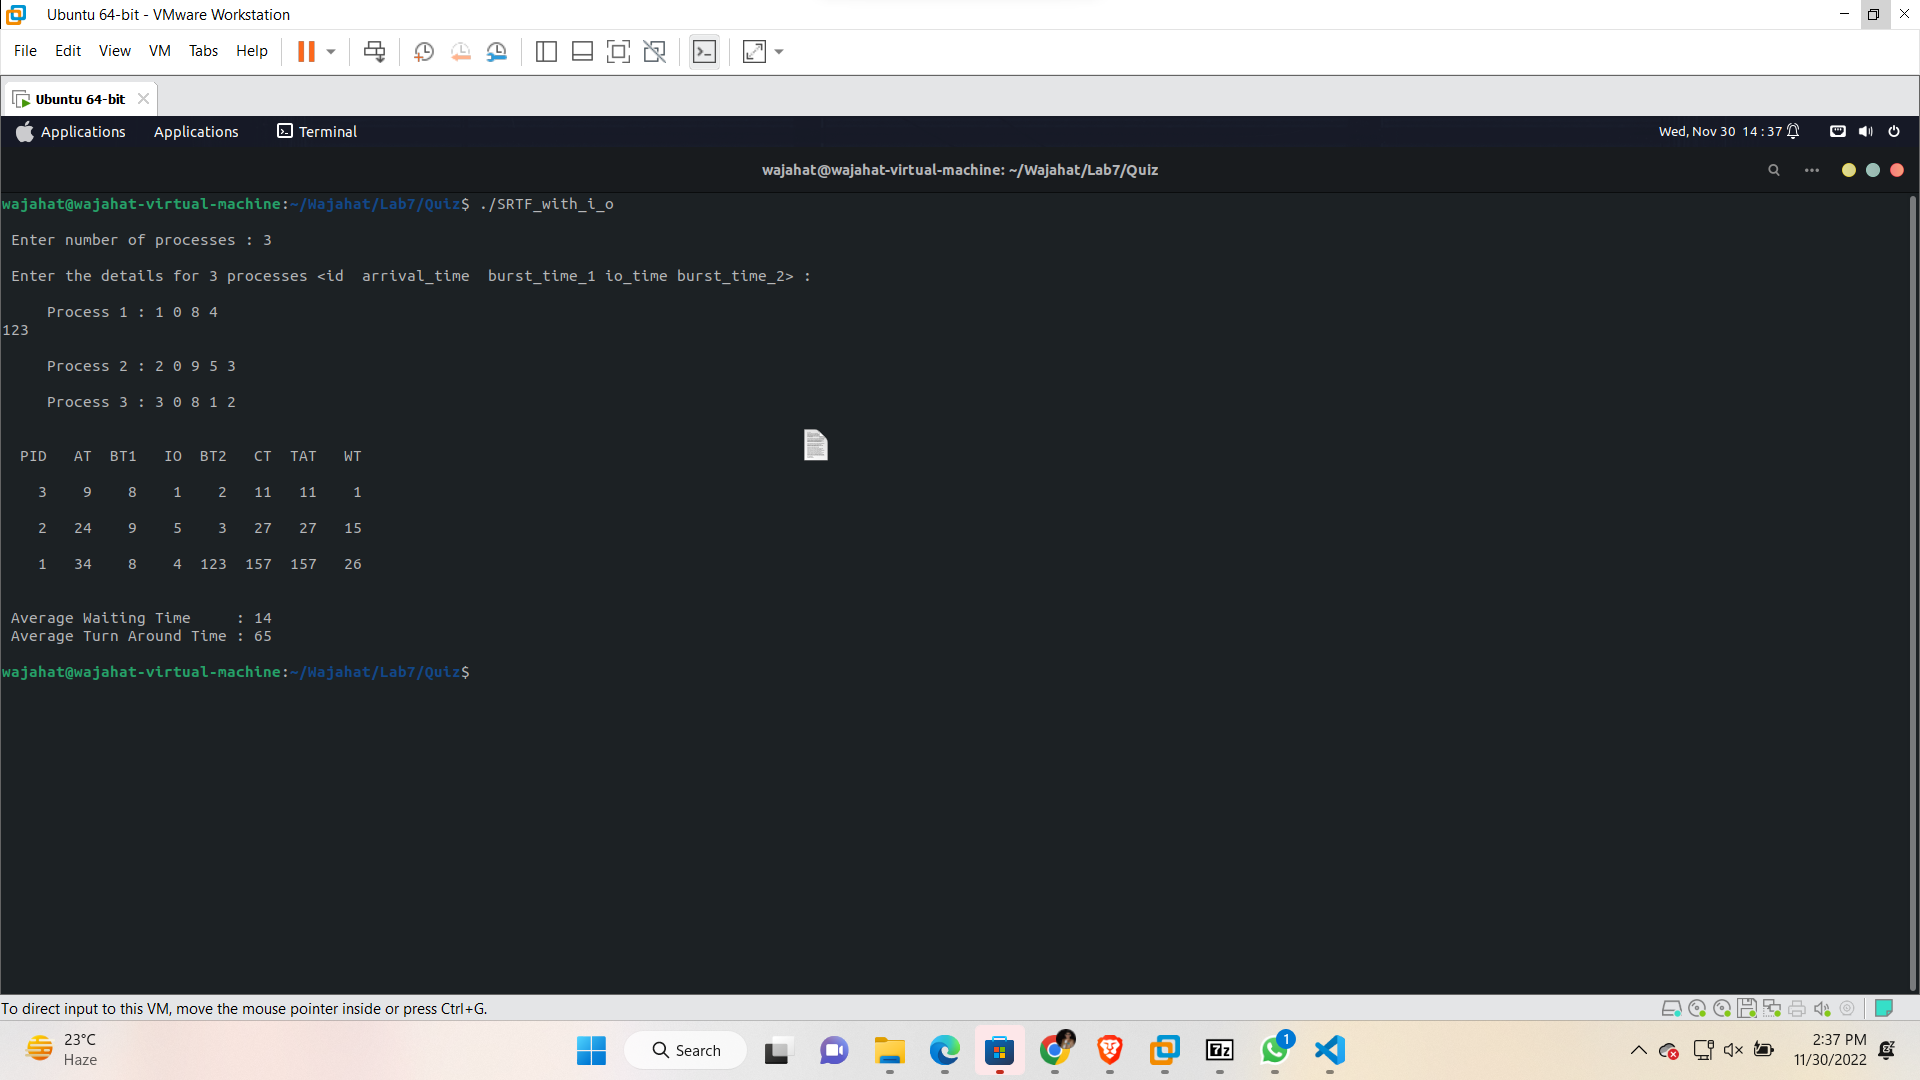 Ubuntu 64-bit - VMware Workstation
File Edit View VM Tabs Help
Ubuntu 64-bit
Applications Applications Terminal Wed, Nov 30 14:37
wajahat@wajahat-virtual-machine: ~/Wajahat/Lab7/Quiz
wajahat@wajahat-virtual-machine:~/Wajahat/Lab7/Quiz$ ./SRTF_with_i_o
Enter number of processes : 3
Enter the details for 3 processes <id arrival_time burst_time_1 io_time burst_time_2> :
Process 1 : 1 0 8 4
123
Process 2 : 2 0 9 5 3
Process 3 : 3 0 8 1 2
PID AT BT1 IO BT2 CT TAT WT
3 9 8 1 2 11 11 1
2 24 9 5 3 27 27 15
1 34 8 4 123 157 157 26
Average Waiting Time : 14
Average Turn Around Time : 65
wajahat@wajahat-virtual-machine:~/Wajahat/Lab7/Quiz$
To direct input to this VM, move the mouse pointer inside or press Ctrl+G.
23°C
Haze
Search
7z
1
2:37 PM
11/30/2022